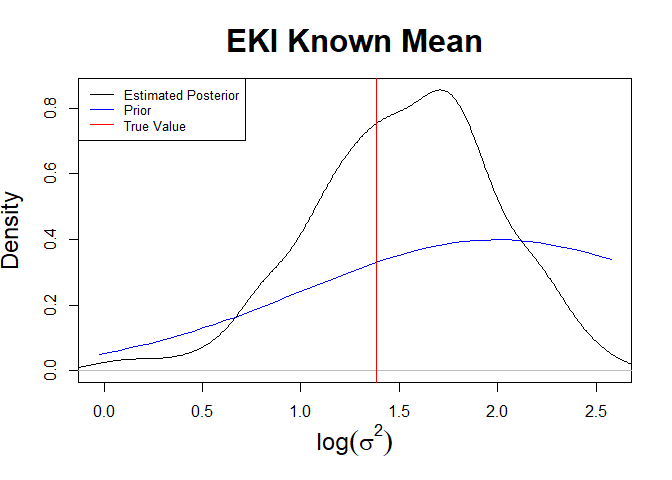 EKI Known Mean
Estimated Posterior
Prior
True Value
Density
0.0
0.2
0.4
0.6
0.8
0.0 0.5 1.0 1.5 2.0 2.5
log(σ²)